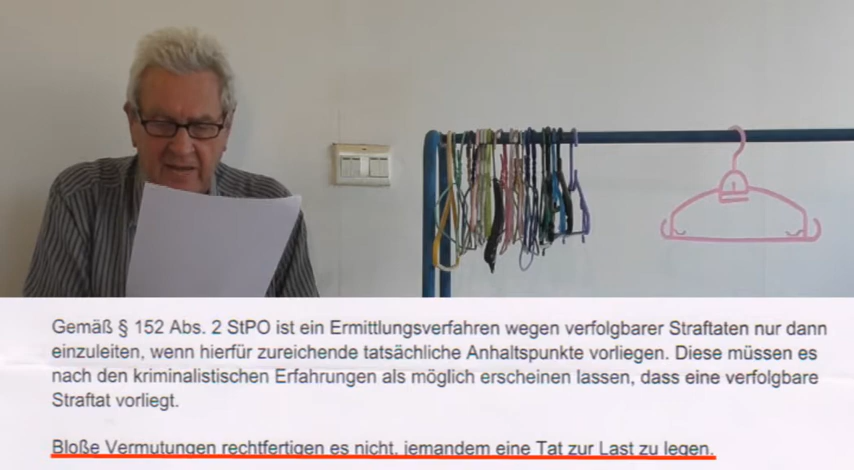 Gemäß § 152 Abs. 2 StPO ist ein Ermittlungsverfahren wegen verfolgbarer Straftaten nur dann
einzuleiten, wenn hierfür zureichende tatsächliche Anhaltspunkte vorliegen. Diese müssen es
nach den kriminalistischen Erfahrungen als möglich erscheinen lassen, dass eine verfolgbare
Straftat vorliegt.
Bloße Vermutungen rechtfertigen es nicht, jemandem eine Tat zur Last zu legen.